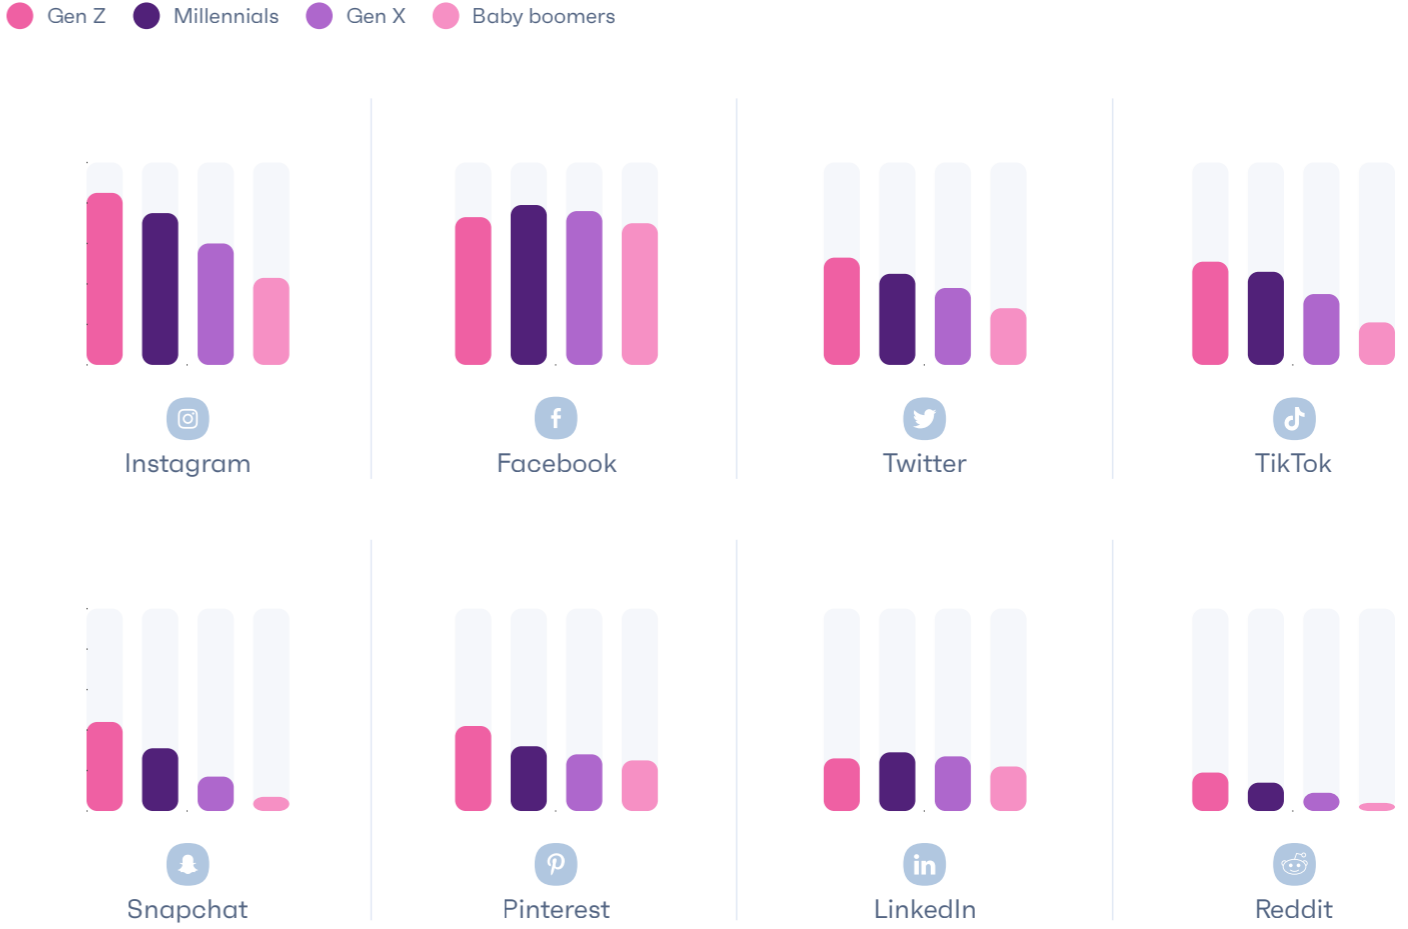 Gen Z Millennials Gen X Baby boomers
Instagram Facebook Twitter TikTok
Snapchat Pinterest LinkedIn Reddit